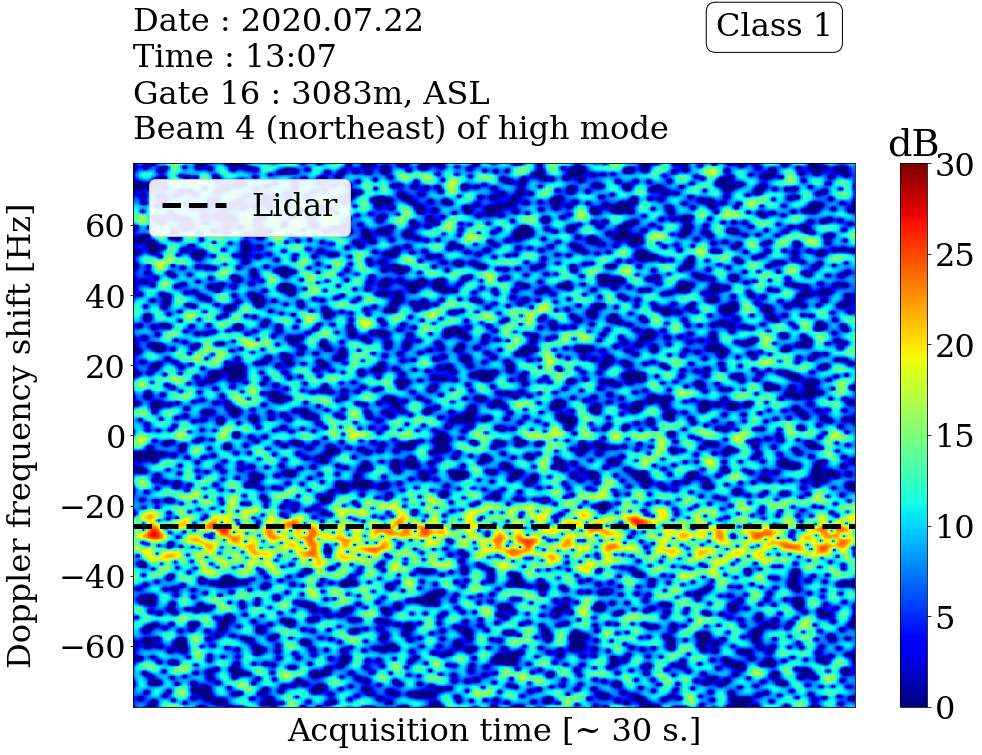 Date : 2020.07.22
Time : 13:07
Gate 16 : 3083m, ASL
Beam 4 (northeast) of high mode
Class 1
dB
Lidar
Doppler frequency shift [Hz]
60
40
20
0
−20
−40
−60
Acquisition time [~ 30 s.]
30
25
20
15
10
5
0